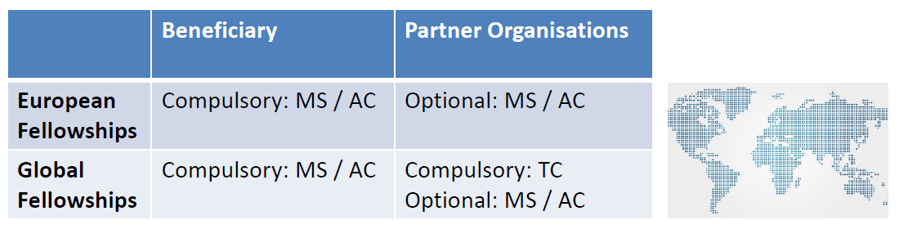 Beneficiary Partner Organisations
European Compulsory: MS / AC Optional: MS / AC
Fellowships
Global Compulsory: MS / AC Compulsory: TC
Fellowships Optional: MS / AC